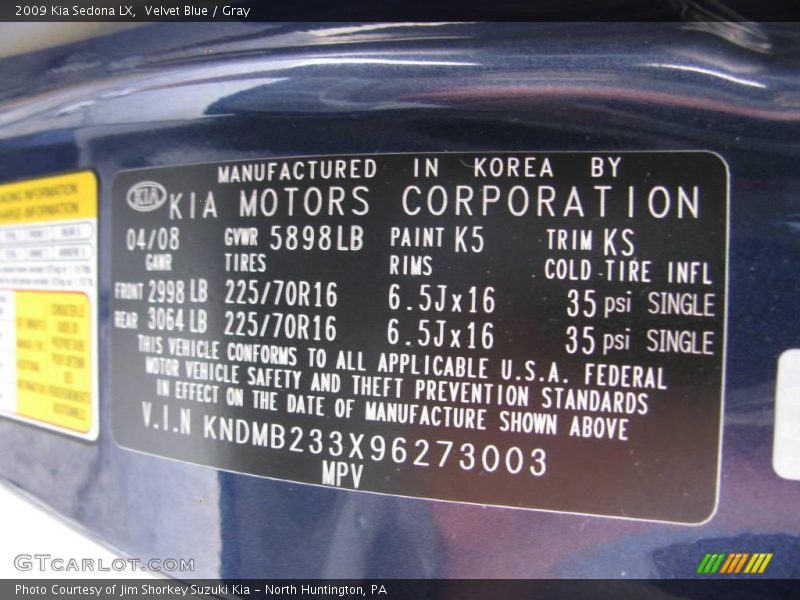 2009 Kia Sedona LX, Velvet Blue / Gray
MANUFACTURED IN KOREA BY
KIA KIA MOTORS CORPORATION
04/08 GVWR 5898LB PAINT K5 TRIM KS
GAWR TIRES RIMS COLD TIRE INFL
FRONT 2998 LB 225/70R16 6.5Jx16 35 psi SINGLE
REAR 3064 LB 225/70R16 6.5Jx16 35 psi SINGLE
THIS VEHICLE CONFORMS TO ALL APPLICABLE U.S.A. FEDERAL
MOTOR VEHICLE SAFETY AND THEFT PREVENTION STANDARDS
IN EFFECT ON THE DATE OF MANUFACTURE SHOWN ABOVE
V.I.N KNDMB233X96273003
MPV
GTCARLOT.COM
Photo Courtesy of Jim Shorkey Suzuki Kia - North Huntington, PA